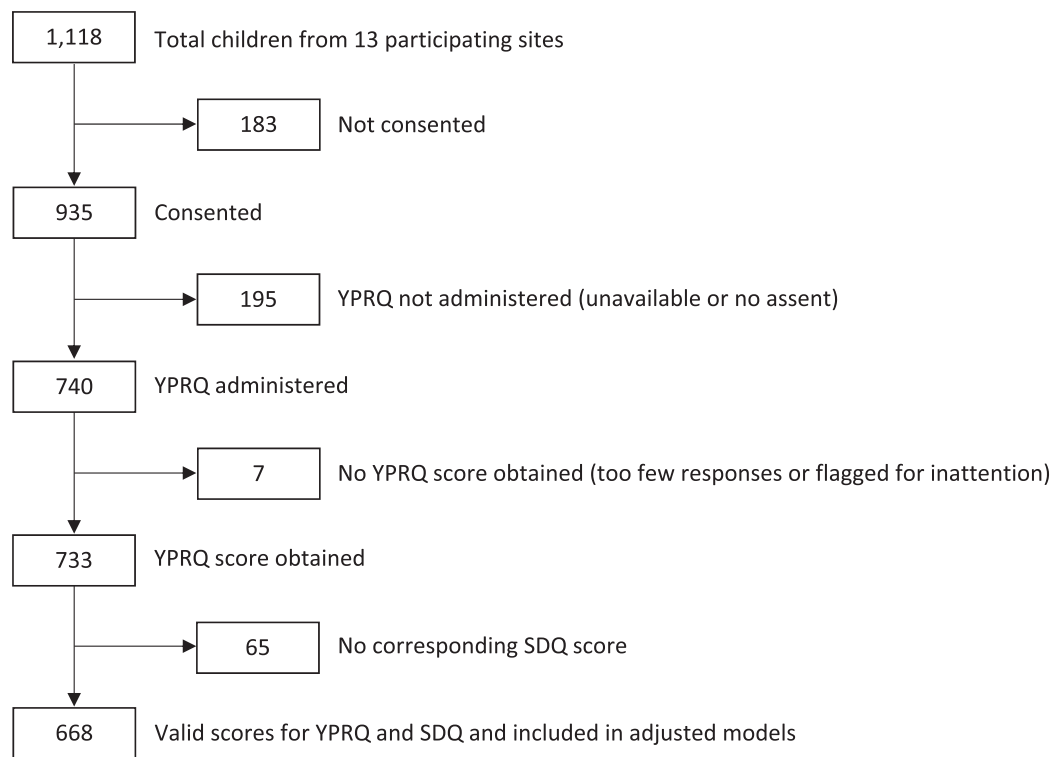 1,118 Total children from 13 participating sites
183 Not consented
935 Consented
195 YPRQ not administered (unavailable or no assent)
740 YPRQ administered
7 No YPRQ score obtained (too few responses or flagged for inattention)
733 YPRQ score obtained
65 No corresponding SDQ score
668 Valid scores for YPRQ and SDQ and included in adjusted models